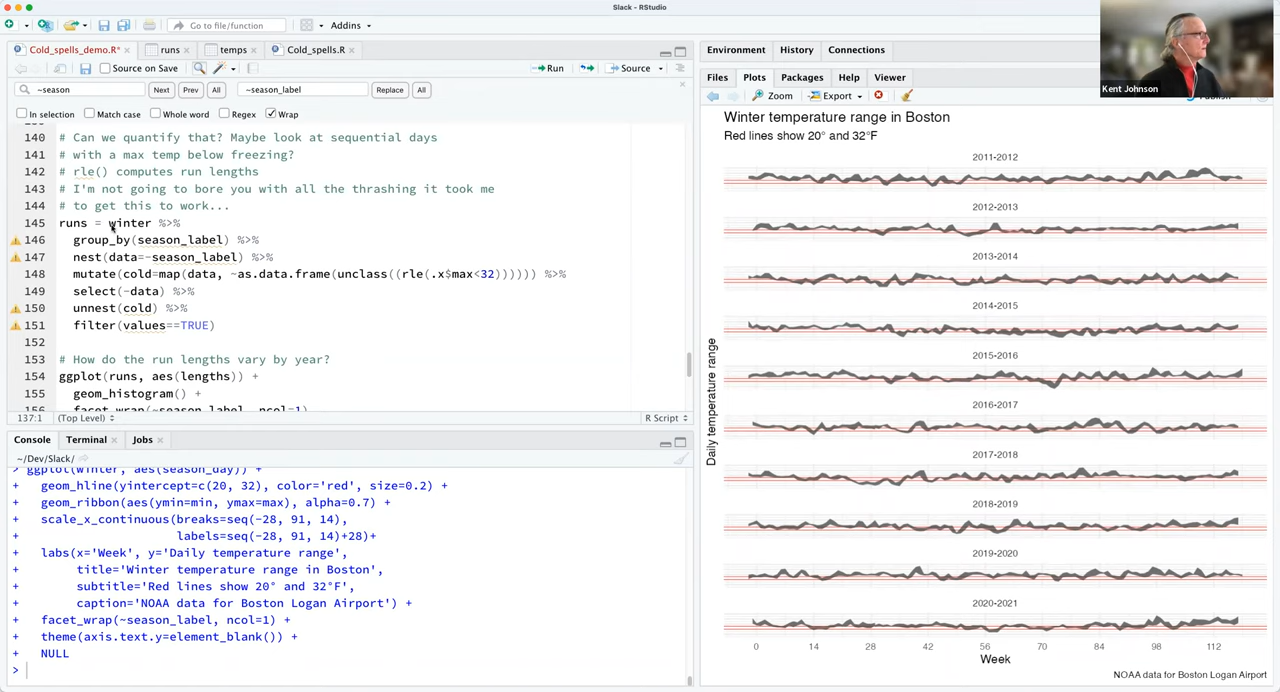 Slack - RStudio
Go to file/function
Addins
Cold_spells_demo.R*
runs
temps
Cold_spells.R
Source on Save
Run
Source
~season
Next
Prev
All
~season_label
Replace
All
In selection
Match case
Whole word
Regex
Wrap
140 # Can we quantify that? Maybe look at sequential days
141 # with a max temp below freezing?
142 # rle() computes run lengths
143 # I'm not going to bore you with all the thrashing it took me
144 # to get this to work...
145 runs = winter %>%
146 group_by(season_label) %>%
147 nest(data=-season_label) %>%
148 mutate(cold=map(data, ~as.data.frame(unclass((rle(.x$max<32)))))) %>%
149 select(-data) %>%
150 unnest(cold) %>%
151 filter(values==TRUE)
152
153 # How do the run lengths vary by year?
154 ggplot(runs, aes(lengths)) +
155 geom_histogram() +
156 facet_wrap(~season_label, ncol=1)
137:1
(Top Level)
R Script
Console
Terminal
Jobs
~/Dev/Slack/
> ggplot(winter, aes(season_day)) +
+ geom_hline(yintercept=c(20, 32), color='red', size=0.2) +
+ geom_ribbon(aes(ymin=min, ymax=max), alpha=0.7) +
+ scale_x_continuous(breaks=seq(-28, 91, 14),
+ labels=seq(-28, 91, 14)+28)+
+ labs(x='Week', y='Daily temperature range',
+ title='Winter temperature range in Boston',
+ subtitle='Red lines show 20° and 32°F',
+ caption='NOAA data for Boston Logan Airport') +
+ facet_wrap(~season_label, ncol=1) +
+ theme(axis.text.y=element_blank()) +
+ NULL
>
Environment
History
Connections
Files
Plots
Packages
Help
Viewer
Zoom
Export
Kent Johnson
Winter temperature range in Boston
Red lines show 20° and 32°F
2011-2012
2012-2013
2013-2014
2014-2015
2015-2016
2016-2017
2017-2018
2018-2019
2019-2020
2020-2021
Daily temperature range
0 14 28 42 56 70 84 98 112
Week
NOAA data for Boston Logan Airport